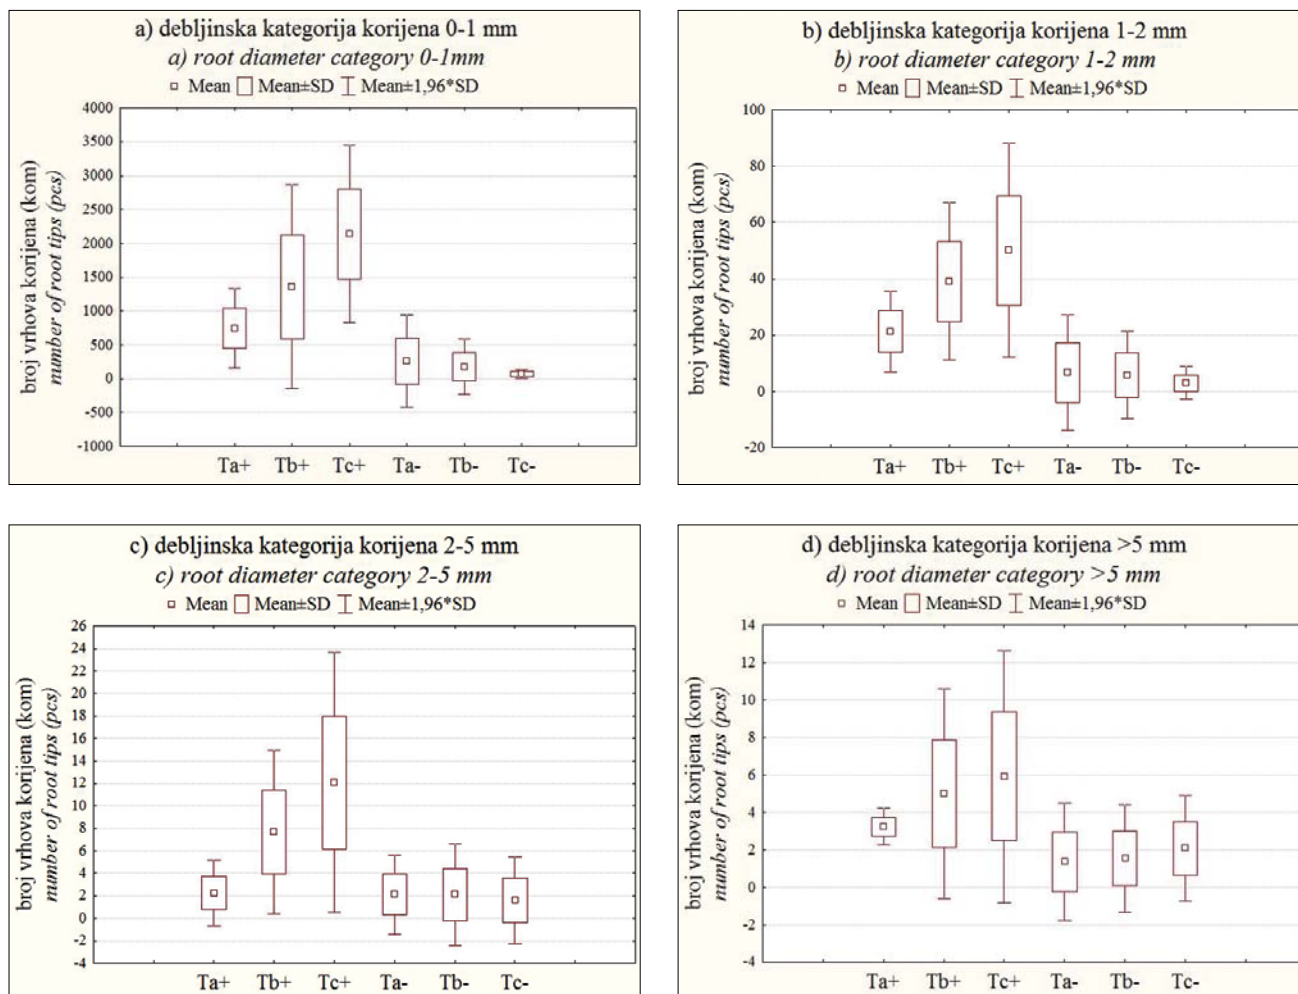 a) debljinska kategorija korijena 0-1 mm
a) root diameter category 0-1mm
Mean Mean±SD Mean±1,96*SD
broj vrhova korijena (kom)
number of root tips (pcs)
4000
3500
3000
2500
2000
1500
1000
500
0
-500
-1000
Ta+ Tb+ Tc+ Ta- Tb- Tc-
b) debljinska kategorija korijena 1-2 mm
b) root diameter category 1-2 mm
Mean Mean±SD Mean±1,96*SD
broj vrhova korijena (kom)
number of root tips (pcs)
100
80
60
40
20
0
-20
Ta+ Tb+ Tc+ Ta- Tb- Tc-
c) debljinska kategorija korijena 2-5 mm
c) root diameter category 2-5 mm
Mean Mean±SD Mean±1,96*SD
broj vrhova korijena (kom)
number of root tips (pcs)
26
24
22
20
18
16
14
12
10
8
6
4
2
0
-2
-4
Ta+ Tb+ Tc+ Ta- Tb- Tc-
d) debljinska kategorija korijena >5 mm
d) root diameter category >5 mm
Mean Mean±SD Mean±1,96*SD
broj vrhova korijena (kom)
number of root tips (pcs)
14
12
10
8
6
4
2
0
-2
-4
Ta+ Tb+ Tc+ Ta- Tb- Tc-